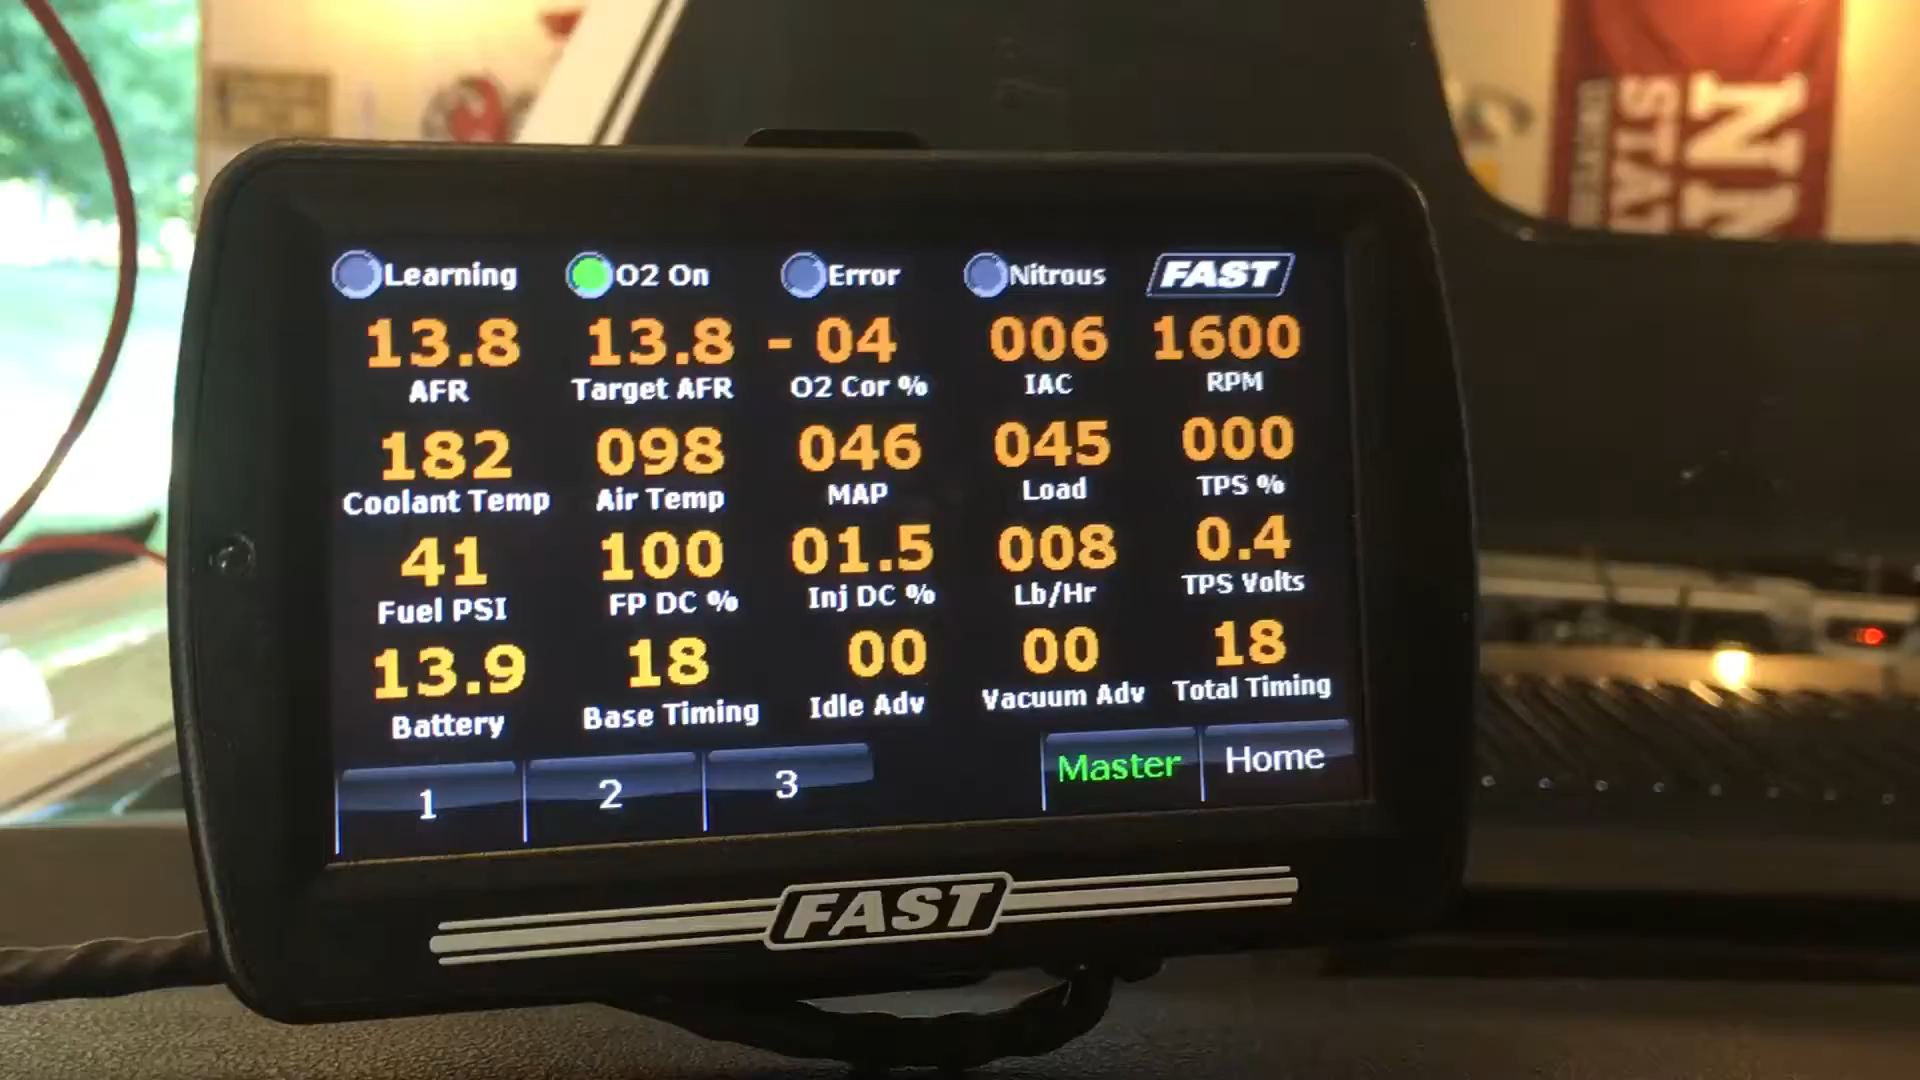 Learning O2 On Error Nitrous FAST
13.8 13.8 - 04 006 1600
AFR Target AFR O2 Cor % IAC RPM
182 098 046 045 000
Coolant Temp Air Temp MAP Load TPS %
41 100 01.5 008 0.4
Fuel PSI FP DC % Inj DC % Lb/Hr TPS Volts
13.9 18 00 00 18
Battery Base Timing Idle Adv Vacuum Adv Total Timing
1 2 3 Master Home
FAST